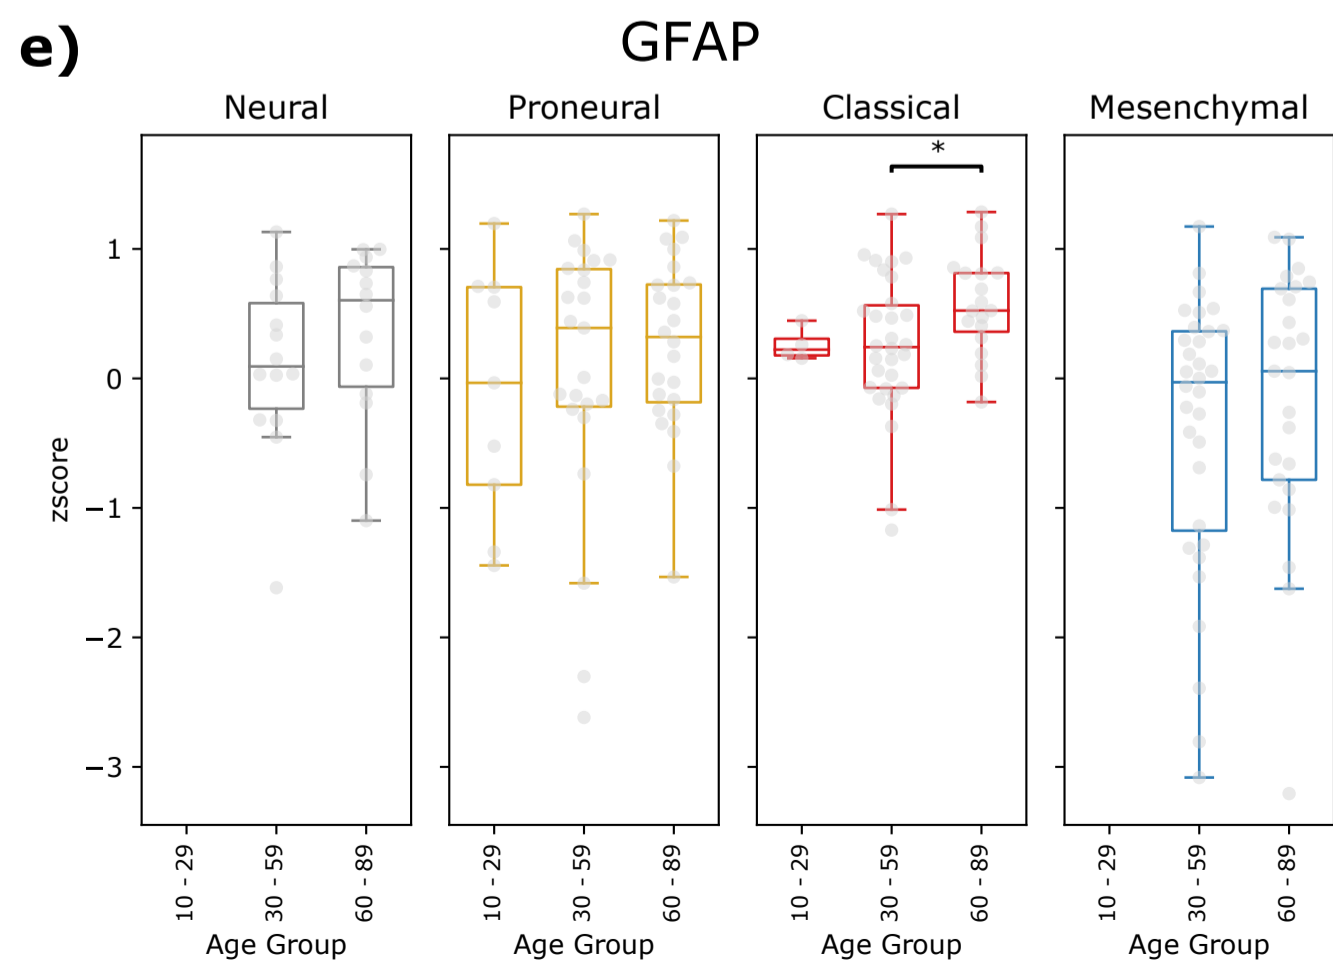 e)
GFAP
Neural Proneural Classical Mesenchymal
*
1
0
−1
−2
−3
zscore
10 - 29 30 - 59 60 - 89 10 - 29 30 - 59 60 - 89 10 - 29 30 - 59 60 - 89 10 - 29 30 - 59 60 - 89
Age Group Age Group Age Group Age Group